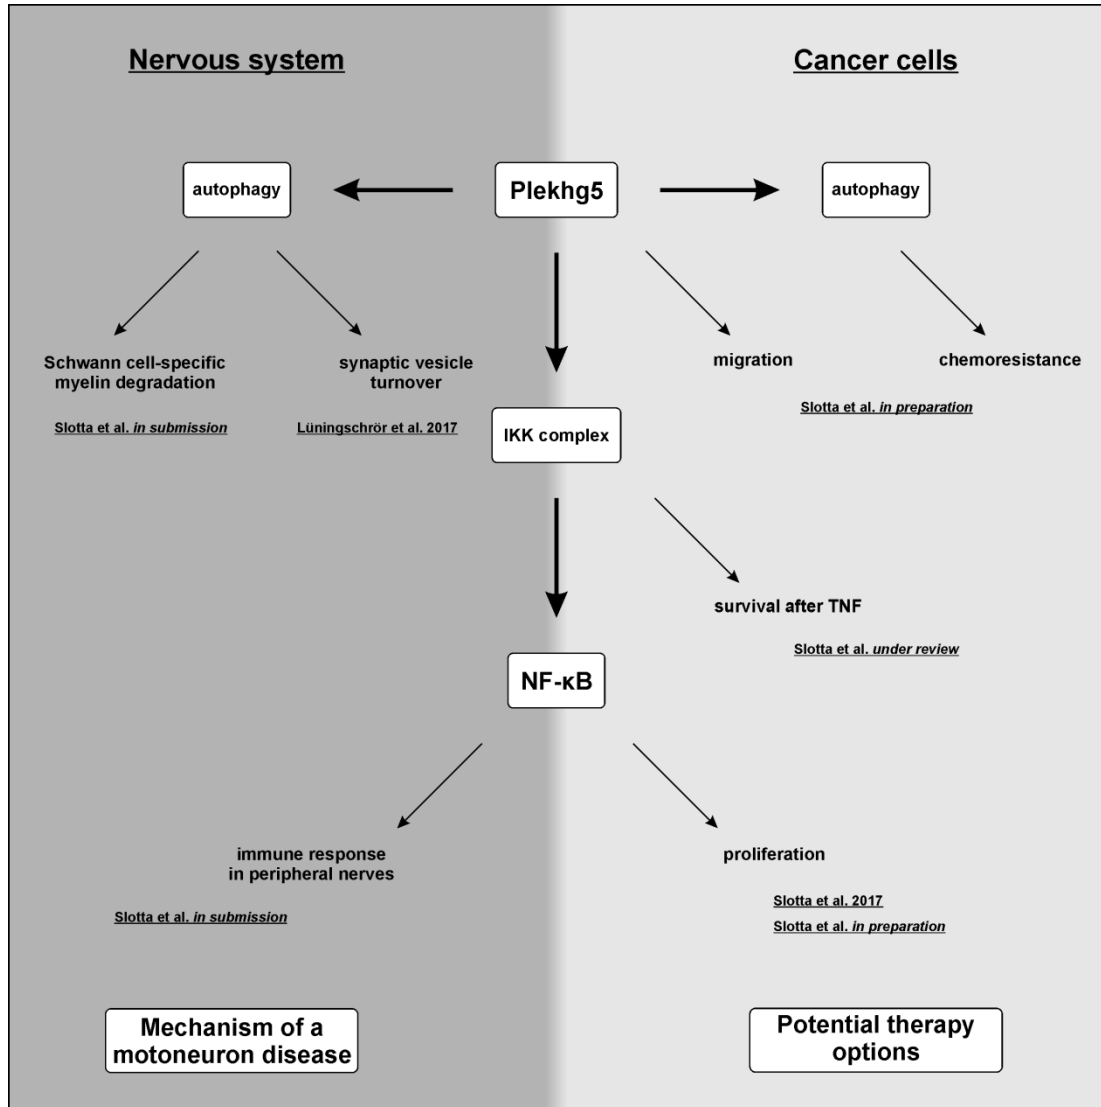 Nervous system
Cancer cells
autophagy
Plekhg5
autophagy
Schwann cell-specific
myelin degradation
Slotta et al. in submission
synaptic vesicle
turnover
Lüningschrör et al. 2017
migration
chemoresistance
Slotta et al. in preparation
IKK complex
survival after TNF
Slotta et al. under review
NF-κB
immune response
in peripheral nerves
Slotta et al. in submission
proliferation
Slotta et al. 2017
Slotta et al. in preparation
Mechanism of a
motoneuron disease
Potential therapy
options